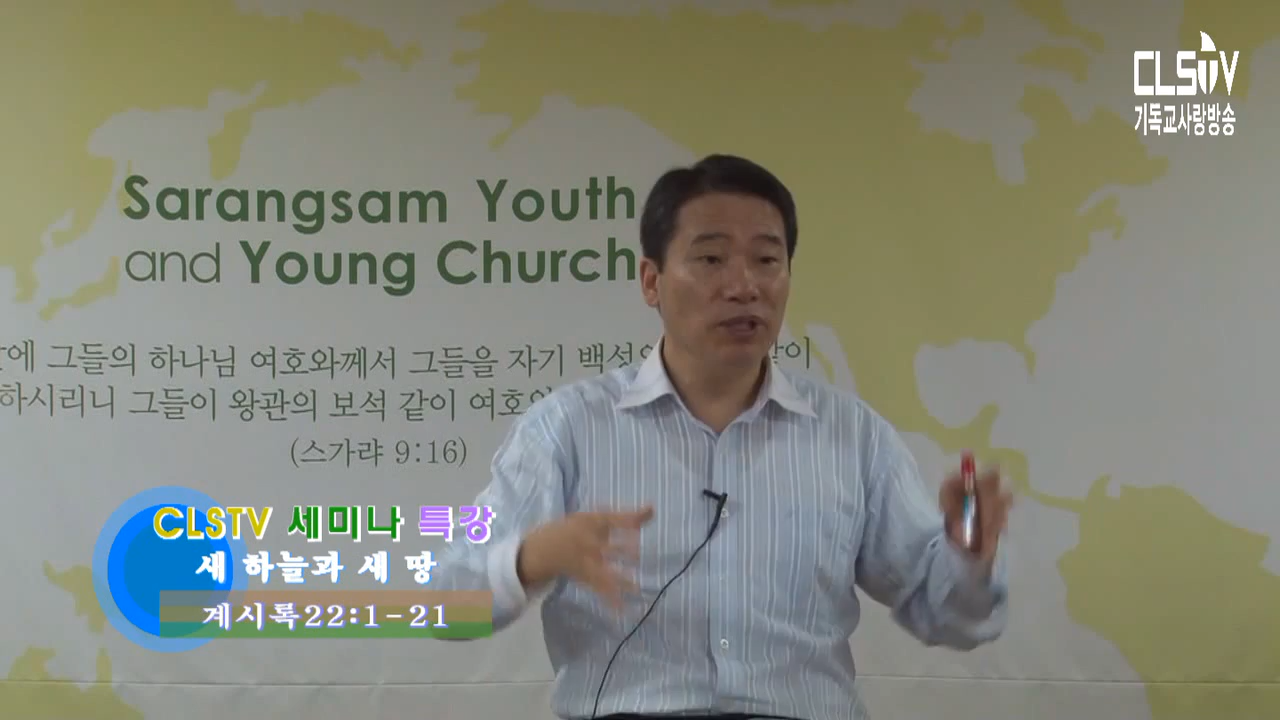 CLSTV
기독교사랑방송
Sarangsam Youth
and Young Church
그들의 하나님 여호와께서 그들을 자기 백성의
하시리니 그들이 왕관의 보석 같이
(스가랴 9:16)
CLSTV 세미나 특강
새 하늘과 새 땅
계시록22:1-21